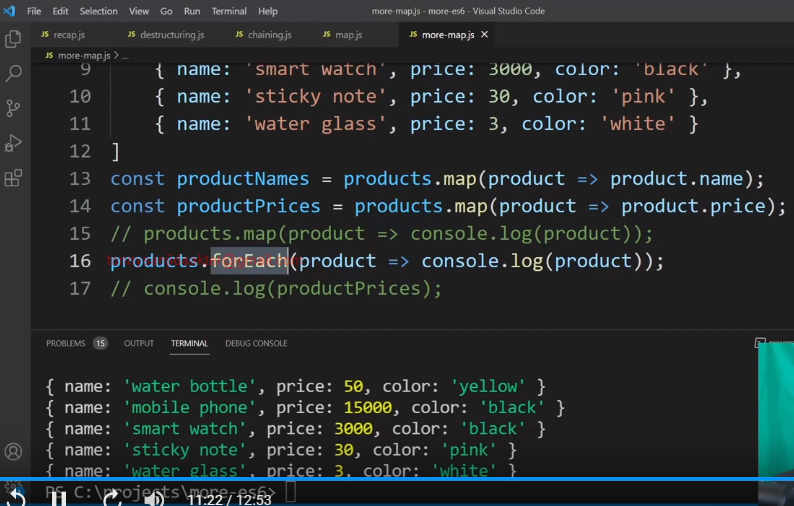 File Edit Selection View Go Run Terminal Help more-map.js - more-es6 - Visual Studio Code
JS recap.js JS destructuring.js JS chaining.js JS map.js JS more-map.js
JS more-map.js > ...
9 { name: 'smart watch', price: 3000, color: 'black' },
10 { name: 'sticky note', price: 30, color: 'pink' },
11 { name: 'water glass', price: 3, color: 'white' }
12 ]
13 const productNames = products.map(product => product.name);
14 const productPrices = products.map(product => product.price);
15 // products.map(product => console.log(product));
16 products.forEach(product => console.log(product));
17 // console.log(productPrices);
PROBLEMS 15 OUTPUT TERMINAL DEBUG CONSOLE
{ name: 'water bottle', price: 50, color: 'yellow' }
{ name: 'mobile phone', price: 15000, color: 'black' }
{ name: 'smart watch', price: 3000, color: 'black' }
{ name: 'sticky note', price: 30, color: 'pink' }
{ name: 'water glass', price: 3, color: 'white' }
PS C:\projects\more-es6>
11:22 / 12:53